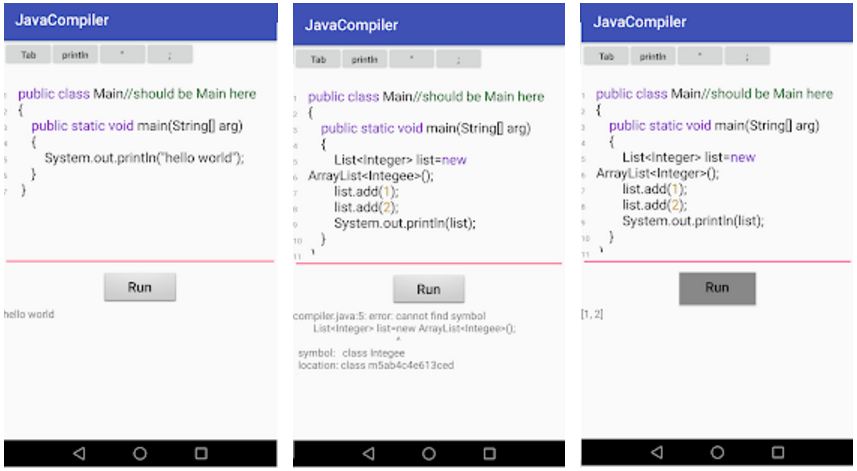 JavaCompiler
Tab println " ;
1 public class Main//should be Main here
2 {
3 public static void main(String[] arg)
4 {
5 System.out.println("hello world");
6 }
7 }
Run
hello world
JavaCompiler
Tab println " ;
1 public class Main//should be Main here
2 {
3 public static void main(String[] arg)
4 {
5 List<Integer> list=new
6 ArrayList<Integee>();
7 list.add(1);
8 list.add(2);
9 System.out.println(list);
10 }
11
Run
compiler.java:5: error: cannot find symbol
List<Integer> list=new ArrayList<Integee>();
^
symbol: class Integee
location: class m5ab4c4e613ced
JavaCompiler
Tab println " ;
1 public class Main//should be Main here
2 {
3 public static void main(String[] arg)
4 {
5 List<Integer> list=new
6 ArrayList<Integer>();
7 list.add(1);
8 list.add(2);
9 System.out.println(list);
10 }
11
Run
[1, 2]